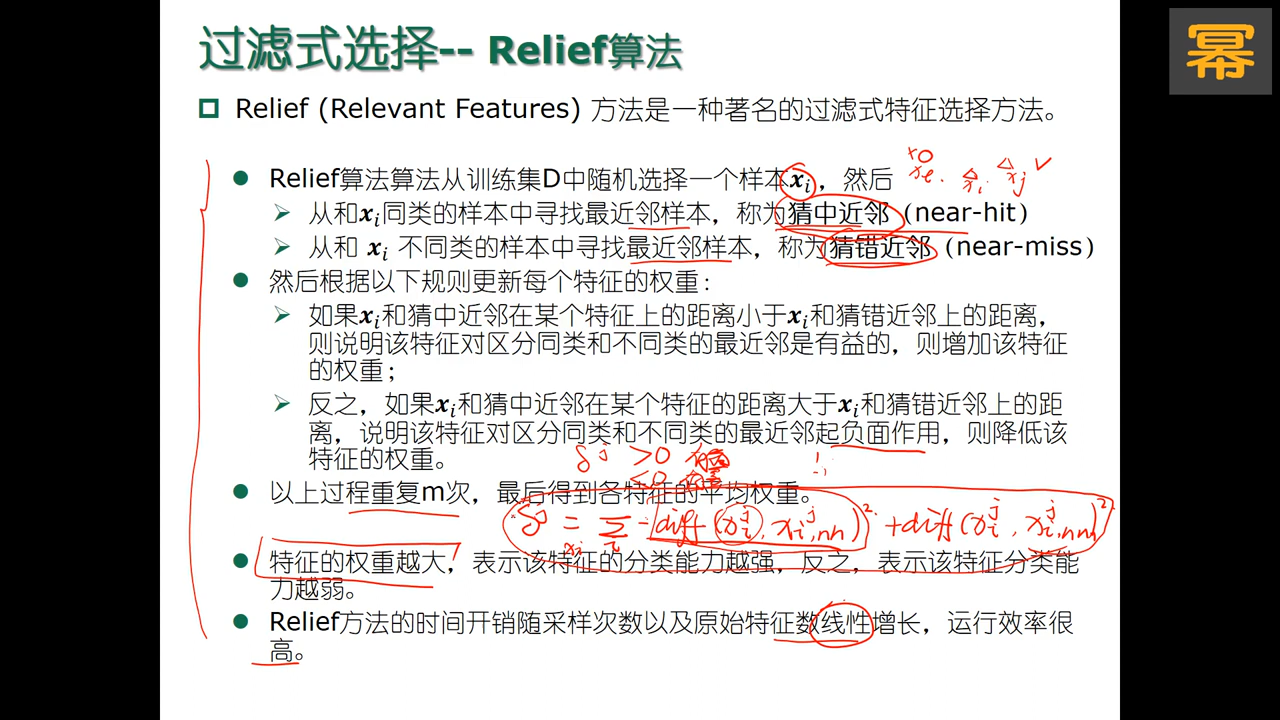 过滤式选择-- Relief算法
幂
Relief (Relevant Features) 方法是一种著名的过滤式特征选择方法。
Relief算法算法从训练集D中随机选择一个样本xᵢ，然后
从和xᵢ同类的样本中寻找最近邻样本，称为猜中近邻（near-hit）
从和 xᵢ 不同类的样本中寻找最近邻样本，称为猜错近邻（near-miss）
然后根据以下规则更新每个特征的权重：
如果xᵢ和猜中近邻在某个特征上的距离小于xᵢ和猜错近邻上的距离，
则说明该特征对区分同类和不同类的最近邻是有益的，则增加该特征
的权重；
反之，如果xᵢ和猜中近邻在某个特征的距离大于xᵢ和猜错近邻上的距
离，说明该特征对区分同类和不同类的最近邻起负面作用，则降低该
特征的权重。
δʲ >0 有益
<0 有害
以上过程重复m次，最后得到各特征的平均权重。
δʲ = Σ -diff(xᵢʲ, xᵢ,nhʲ)² + diff(xᵢʲ, xᵢ,nmʲ)²
特征的权重越大，表示该特征的分类能力越强，反之，表示该特征分类能
力越弱。
Relief方法的时间开销随采样次数以及原始特征数线性增长，运行效率很
高。